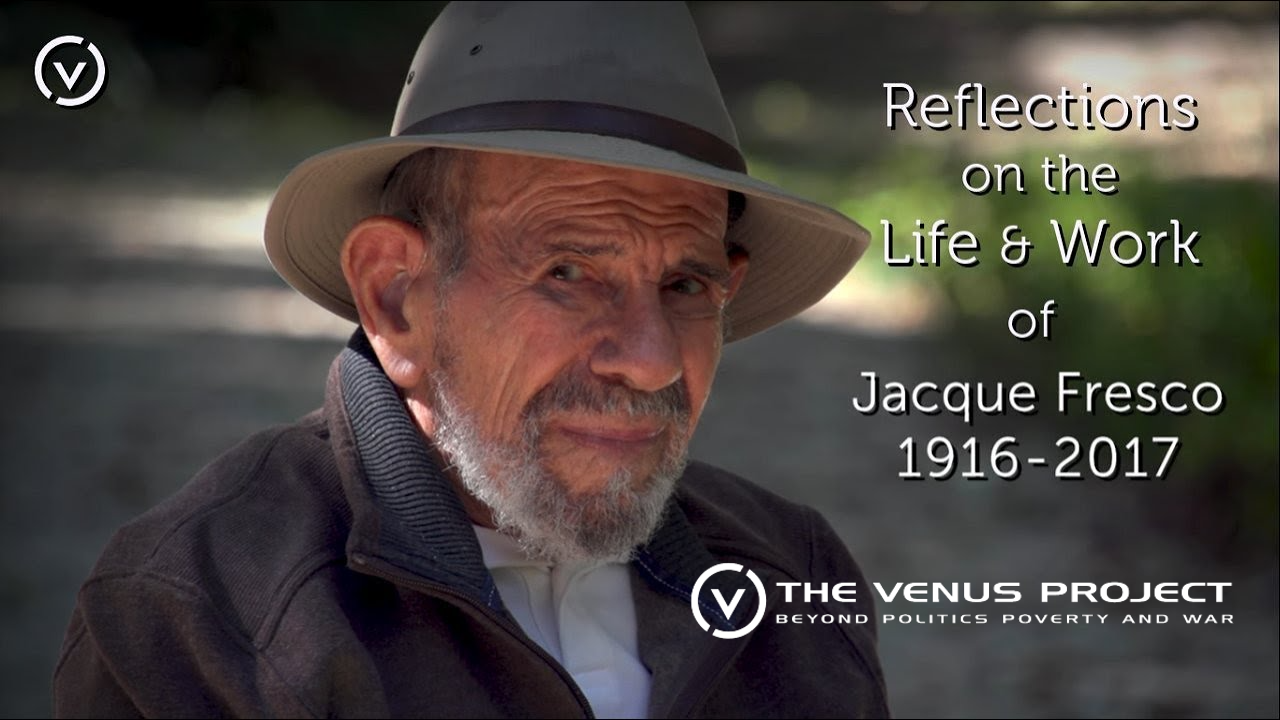 Reflections
on the
Life & Work
of
Jacque Fresco
1916-2017
THE VENUS PROJECT
BEYOND POLITICS POVERTY AND WAR